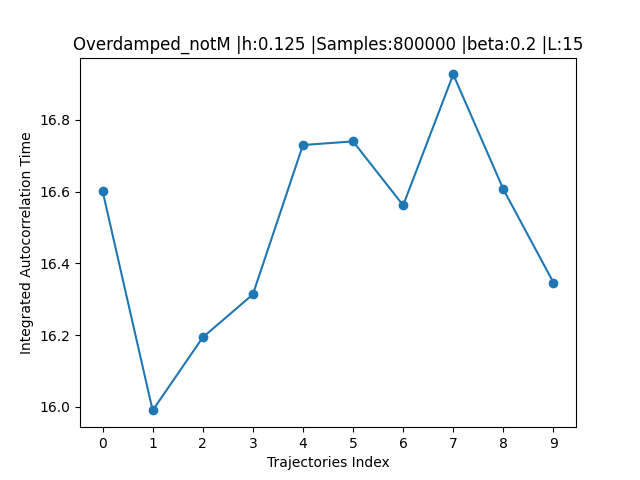 Overdamped_notM |h:0.125 |Samples:800000 |beta:0.2 |L:15
Integrated Autocorrelation Time
16.8
16.6
16.4
16.2
16.0
0 1 2 3 4 5 6 7 8 9
Trajectories Index